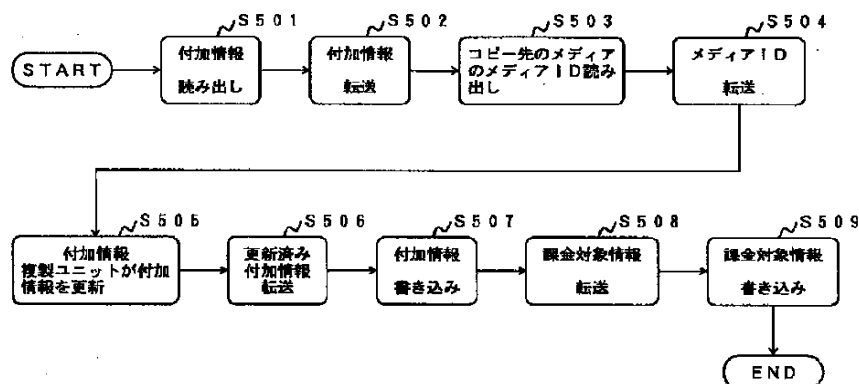 S501
S502
S503
S504
START
付加情報
読み出し
付加情報
転送
コピー先のメディア
のメディアID読み
出し
メディアID
転送
S505
S506
S507
S508
S509
付加情報
複製ユニットが付加
情報を更新
更新済み
付加情報
転送
付加情報
書き込み
課金対象情報
転送
課金対象情報
書き込み
END